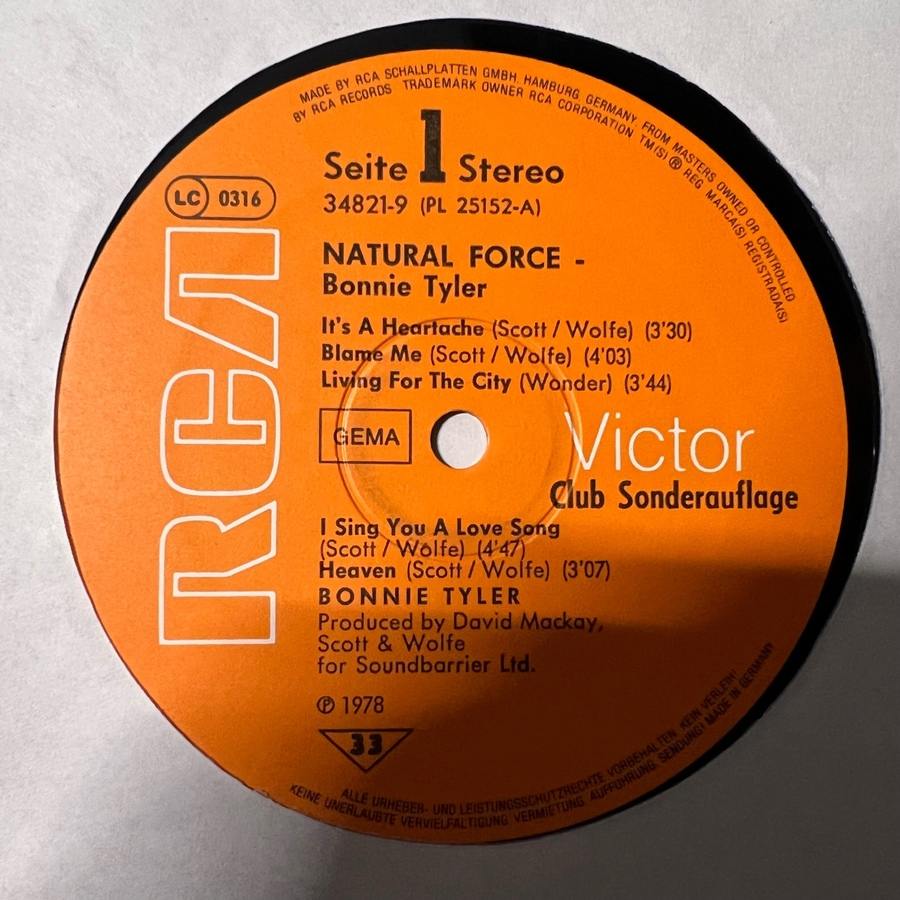 MADE BY RCA SCHALLPLATTEN GMBH, HAMBURG, GERMANY FROM MASTERS OWNED OR CONTROLLED
BY RCA RECORDS TRADEMARK OWNER RCA CORPORATION TM(S) ® REG MARCA(S) REGISTRADA(S)
Seite 1 Stereo
34821-9 (PL 25152-A)
LC 0316
RCA
NATURAL FORCE -
Bonnie Tyler
It's A Heartache (Scott / Wolfe) (3'30)
Blame Me (Scott / Wolfe) (4'03)
Living For The City (Wonder) (3'44)
GEMA
Victor
Club Sonderauflage
I Sing You A Love Song
(Scott / Wolfe) (4'47)
Heaven (Scott / Wolfe) (3'07)
BONNIE TYLER
Produced by David Mackay,
Scott & Wolfe
for Soundbarrier Ltd.
℗ 1978
33
ALLE URHEBER- UND LEISTUNGSSCHUTZRECHTE VORBEHALTEN. KEIN VERLEIH!
KEINE UNERLAUBTE VERVIELFÄLTIGUNG, VERMIETUNG, AUFFÜHRUNG, SENDUNG! MADE IN GERMANY